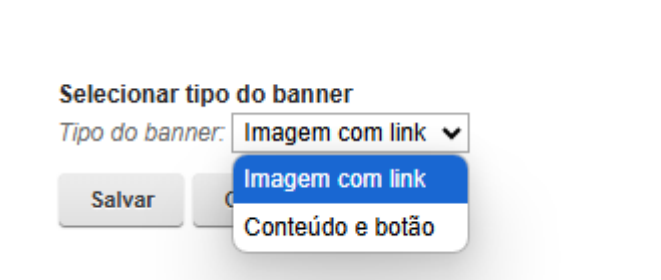 Selecionar tipo do banner
Tipo do banner: Imagem com link
Imagem com link
Salvar
Conteúdo e botão